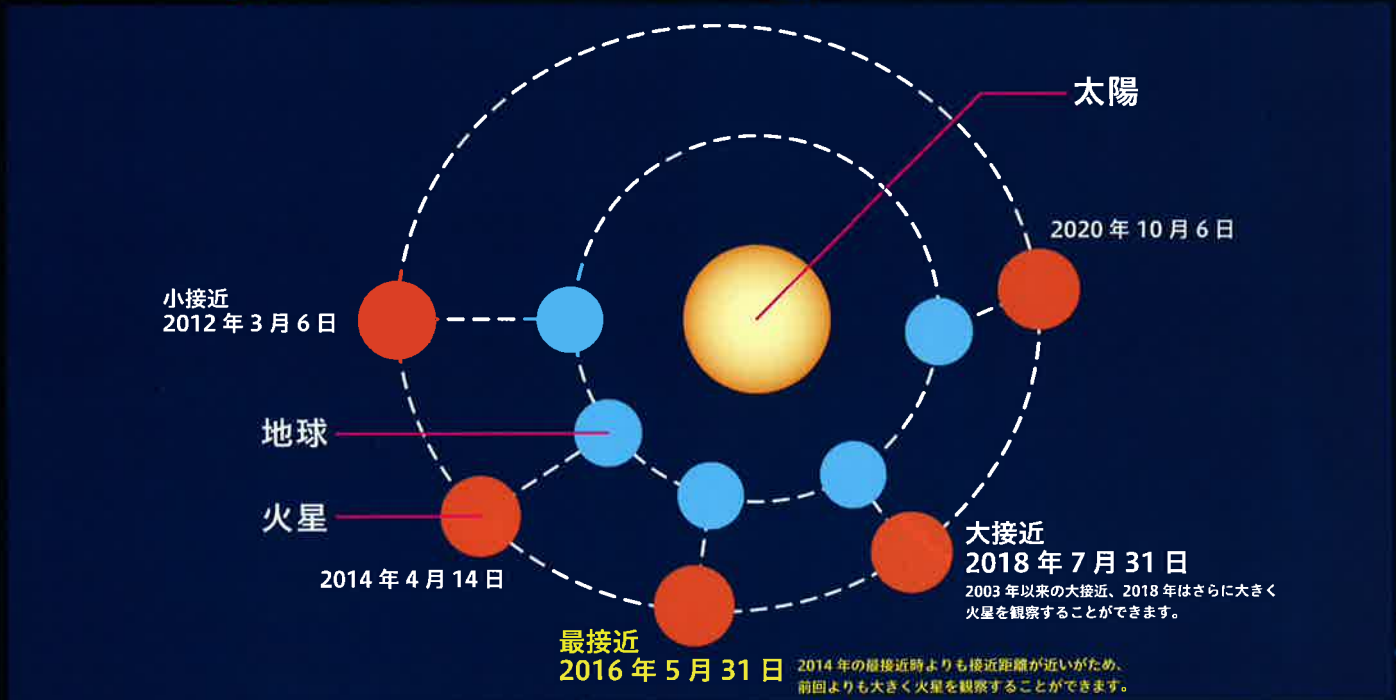 太陽
2020 年 10 月 6 日
小接近
2012 年 3 月 6 日
地球
火星
2014 年 4 月 14 日
大接近
2018 年 7 月 31 日
2003 年以来の大接近、2018 年はさらに大きく
火星を観察することができます。
最接近
2016 年 5 月 31 日
2014 年の最接近時よりも接近距離が近いがため、
前回よりも大きく火星を観察することができます。